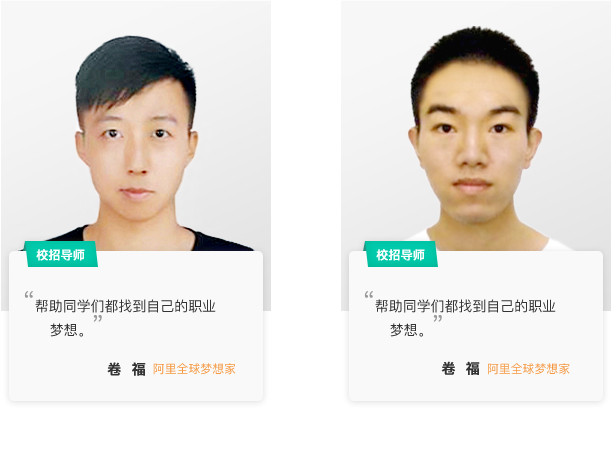 校招导师
“帮助同学们都找到自己的职业
梦想。”
卷 福 阿里全球梦想家
校招导师
“帮助同学们都找到自己的职业
梦想。”
卷 福 阿里全球梦想家